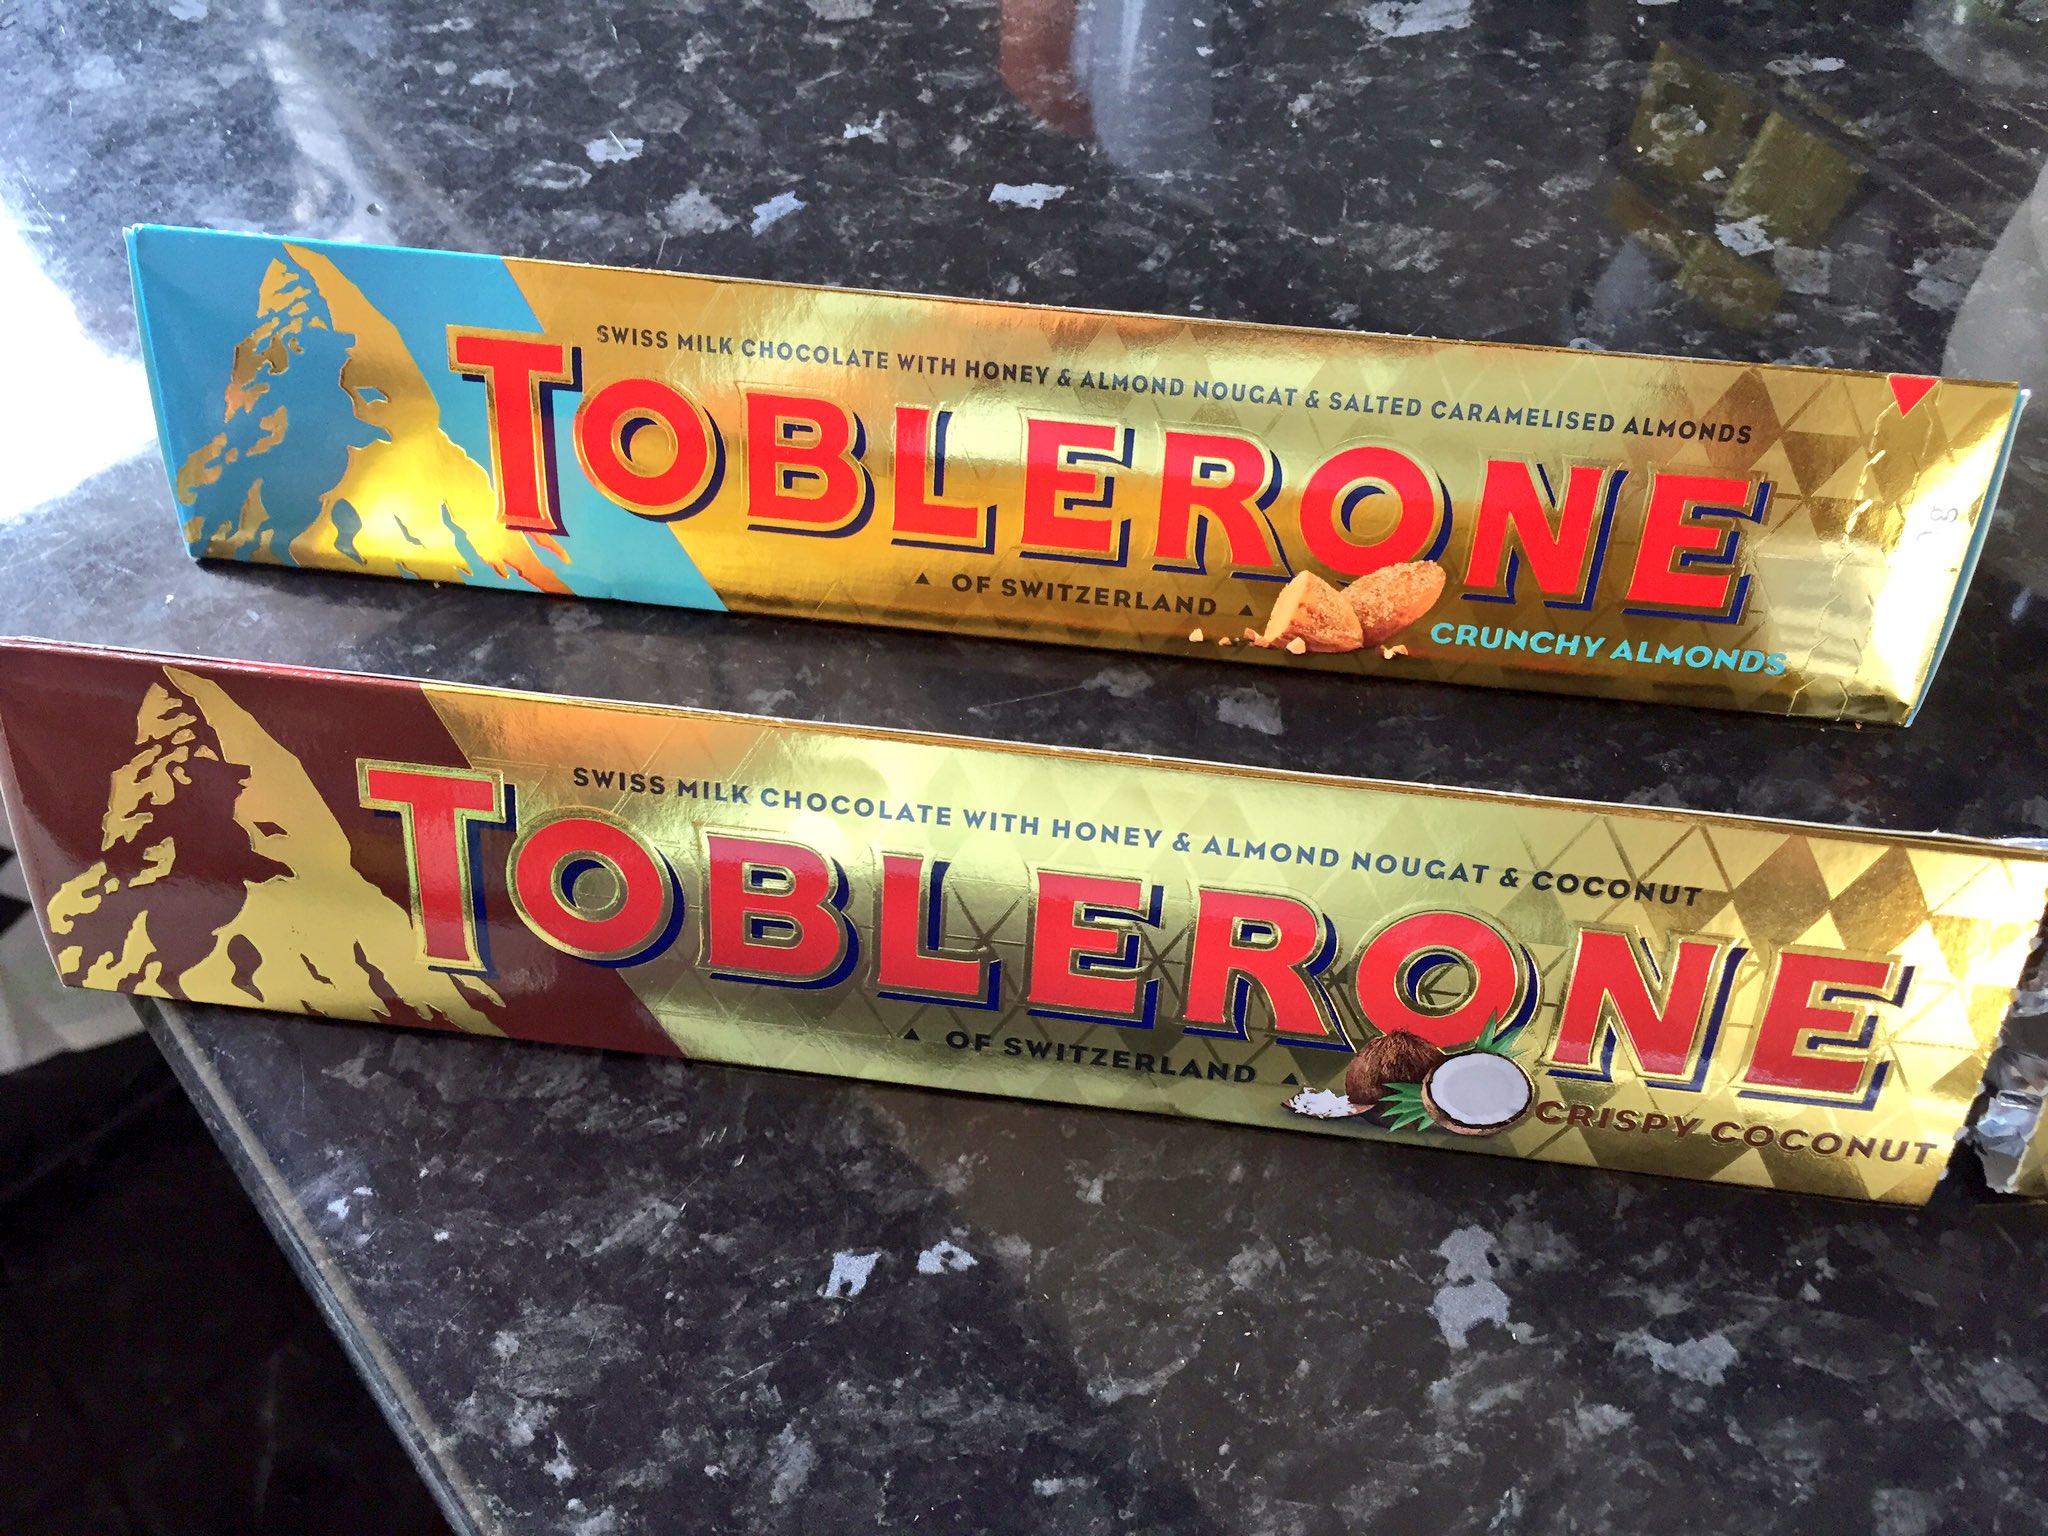 SWISS MILK CHOCOLATE WITH HONEY & ALMOND NOUGAT & SALTED CARAMELISED ALMONDS
TOBLERONE
OF SWITZERLAND
CRUNCHY ALMONDS
SWISS MILK CHOCOLATE WITH HONEY & ALMOND NOUGAT & COCONUT
TOBLERONE
OF SWITZERLAND
CRISPY COCONUT